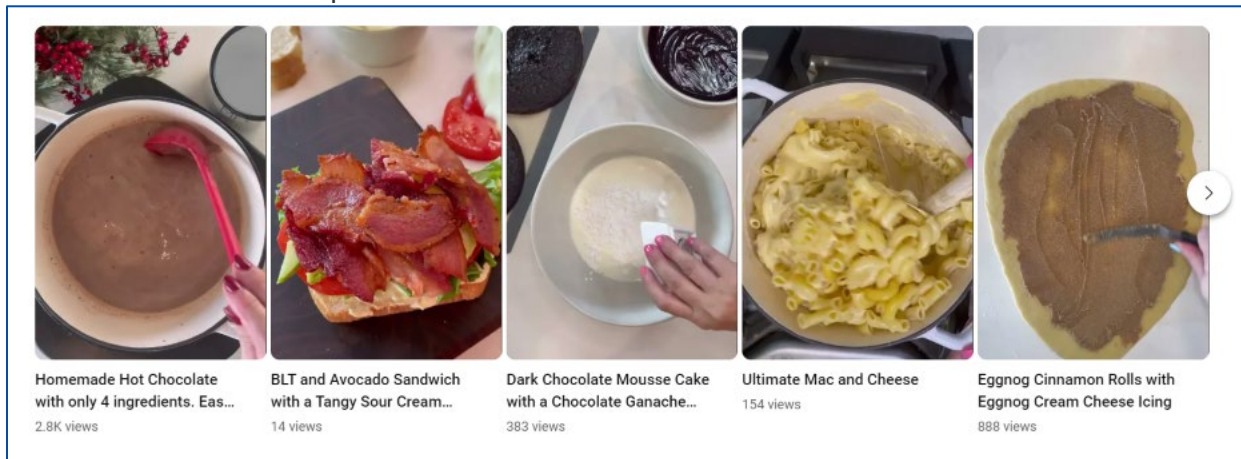 Homemade Hot Chocolate
with only 4 ingredients. Eas...
2.8K views
BLT and Avocado Sandwich
with a Tangy Sour Cream...
14 views
Dark Chocolate Mousse Cake
with a Chocolate Ganache...
383 views
Ultimate Mac and Cheese
154 views
Eggnog Cinnamon Rolls with
Eggnog Cream Cheese Icing
888 views